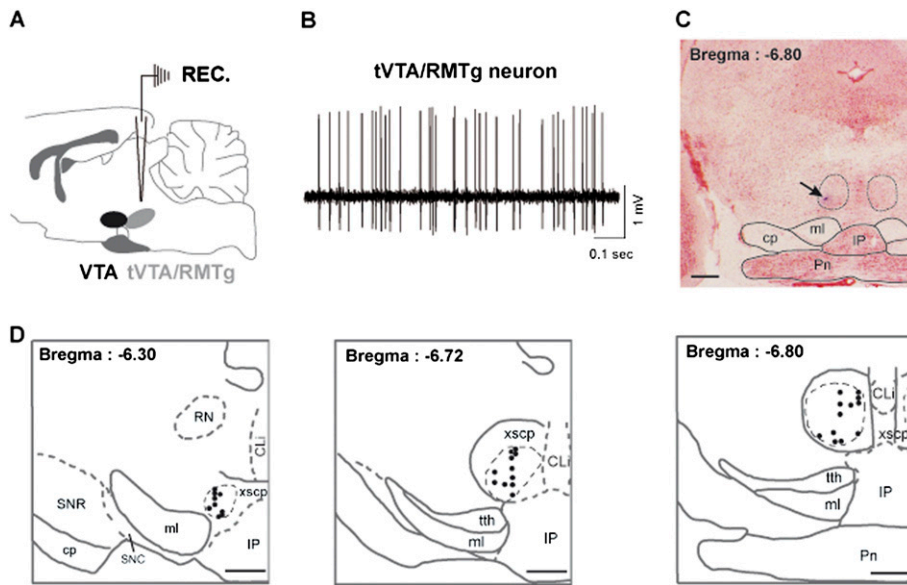 A
REC.
VTA tVTA/RMTg
B
tVTA/RMTg neuron
1 mV
0.1 sec
C
Bregma : -6.80
cp
ml
IP
Pn
D
Bregma : -6.30
RN
CLi
SNR
xscp
ml
cp
SNC
IP
Bregma : -6.72
xscp
CLi
tth
ml
IP
Bregma : -6.80
CLi
xscp
tth
IP
ml
Pn